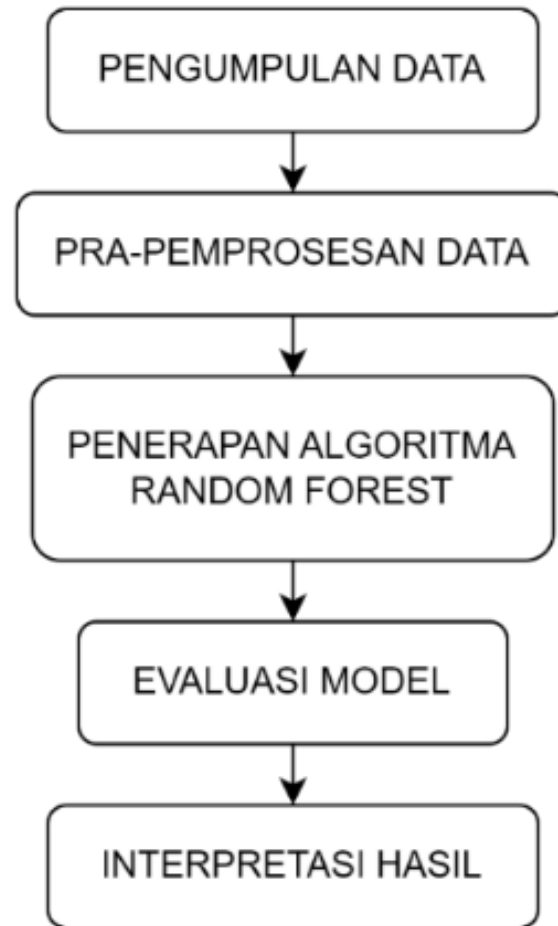 PENGUMPULAN DATA
PRA-PEMPROSESAN DATA
PENERAPAN ALGORITMA
RANDOM FOREST
EVALUASI MODEL
INTERPRETASI HASIL